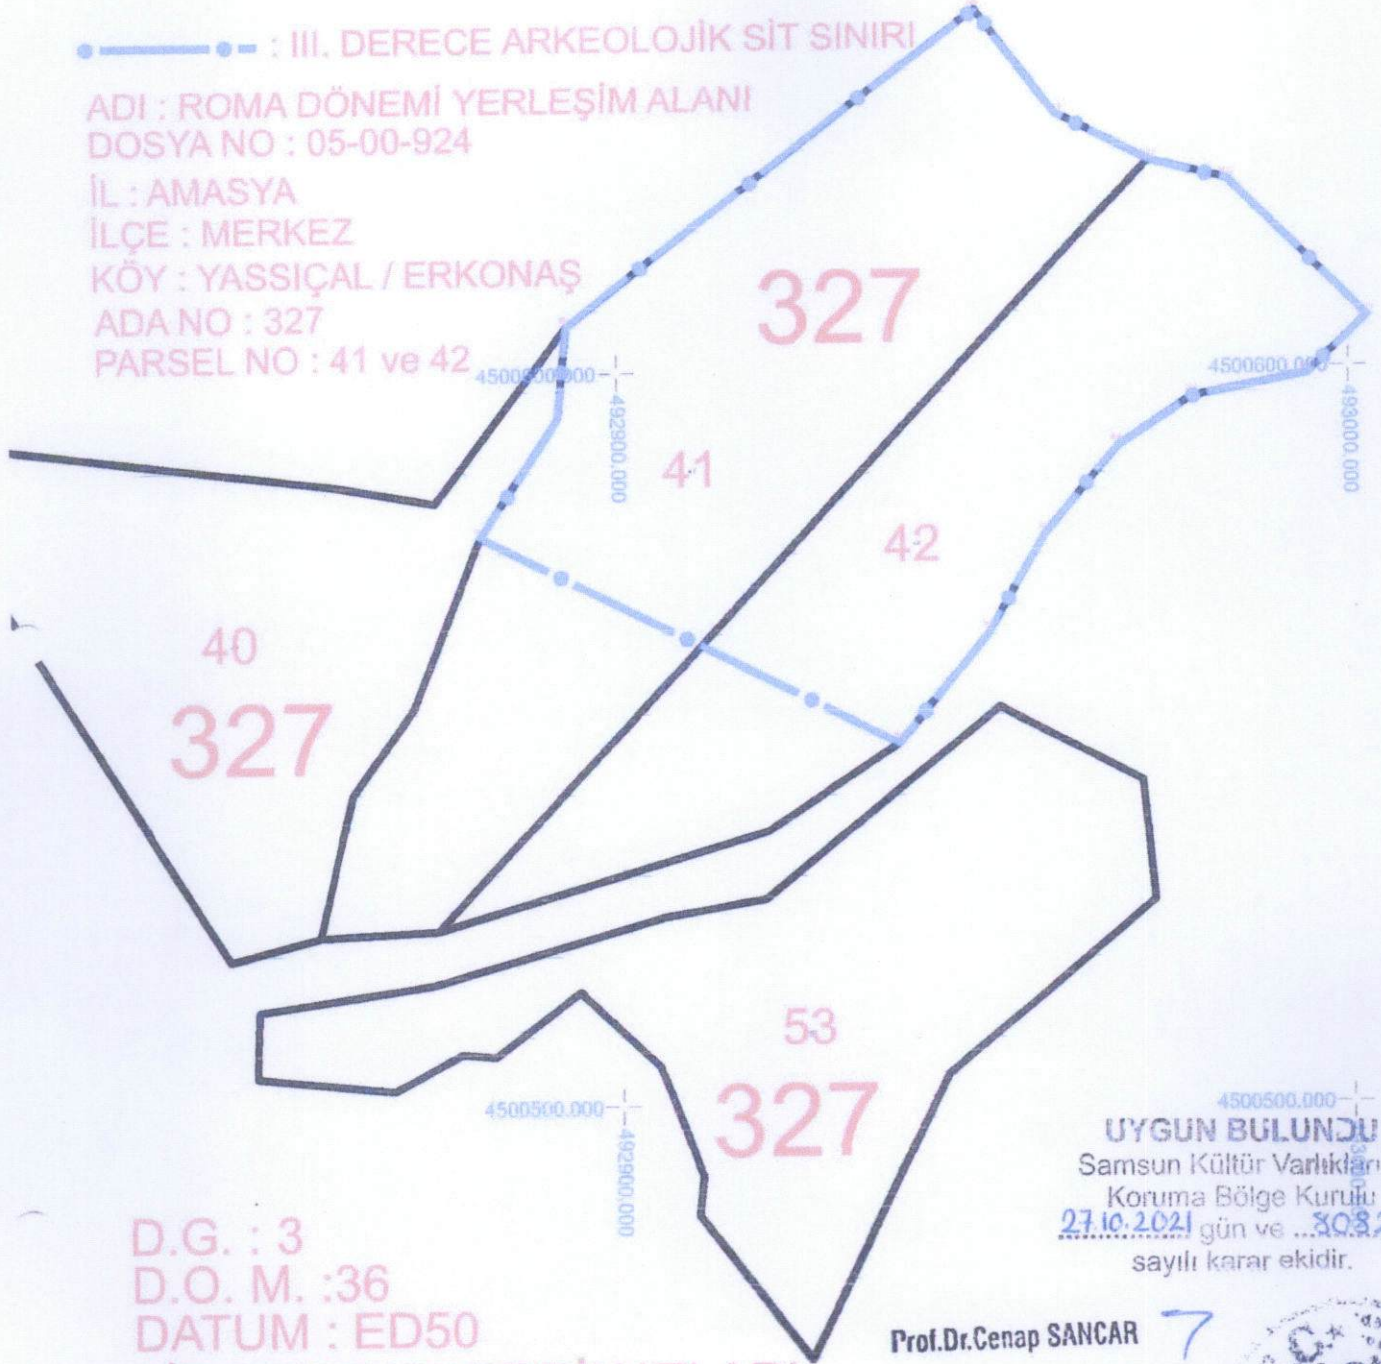 : III. DERECE ARKEOLOJİK SİT SINIRI
ADI : ROMA DÖNEMİ YERLEŞİM ALANI
DOSYA NO : 05-00-924
İL : AMASYA
İLÇE : MERKEZ
KÖY : YASSIÇAL / ERKONAŞ
ADA NO : 327
PARSEL NO : 41 ve 42
327
4500600.000
492900.000
4500600.000
493000.000
41
42
40
327
53
327
4500500.000
492900.000
4500500.000
UYGUN BULUNDU
Samsun Kültür Varlıkları
Koruma Bölge Kurulu
27.10.2021 gün ve ...8082
sayılı karar ekidir.
D.G. : 3
D.O. M. :36
DATUM : ED50
Prof.Dr.Cenap SANCAR